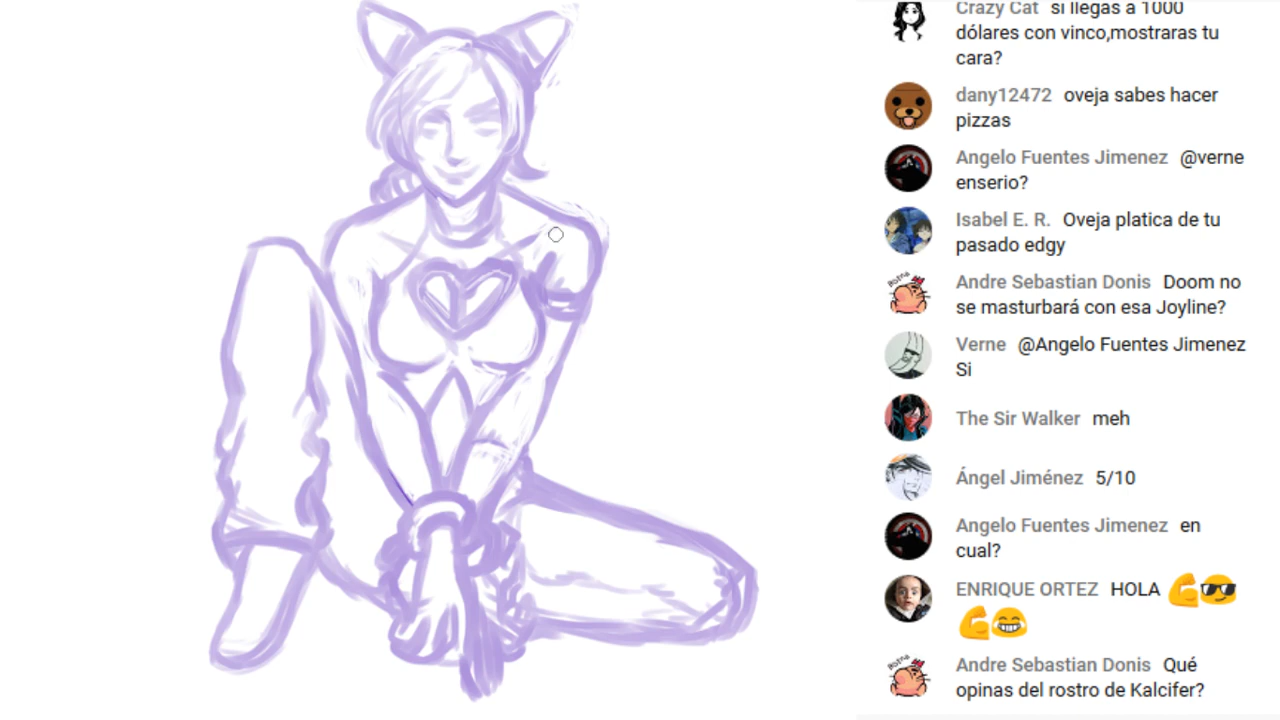 Crazy Cat si llegas a 1000
dólares con vinco,mostraras tu
cara?
dany12472 oveja sabes hacer
pizzas
Angelo Fuentes Jimenez @verne
enserio?
Isabel E. R. Oveja platica de tu
pasado edgy
Andre Sebastian Donis Doom no
se masturbará con esa Joyline?
Verne @Angelo Fuentes Jimenez
Si
The Sir Walker meh
Ángel Jiménez 5/10
Angelo Fuentes Jimenez en
cual?
ENRIQUE ORTEZ HOLA 💪😎
💪😂
Andre Sebastian Donis Qué
opinas del rostro de Kalcifer?